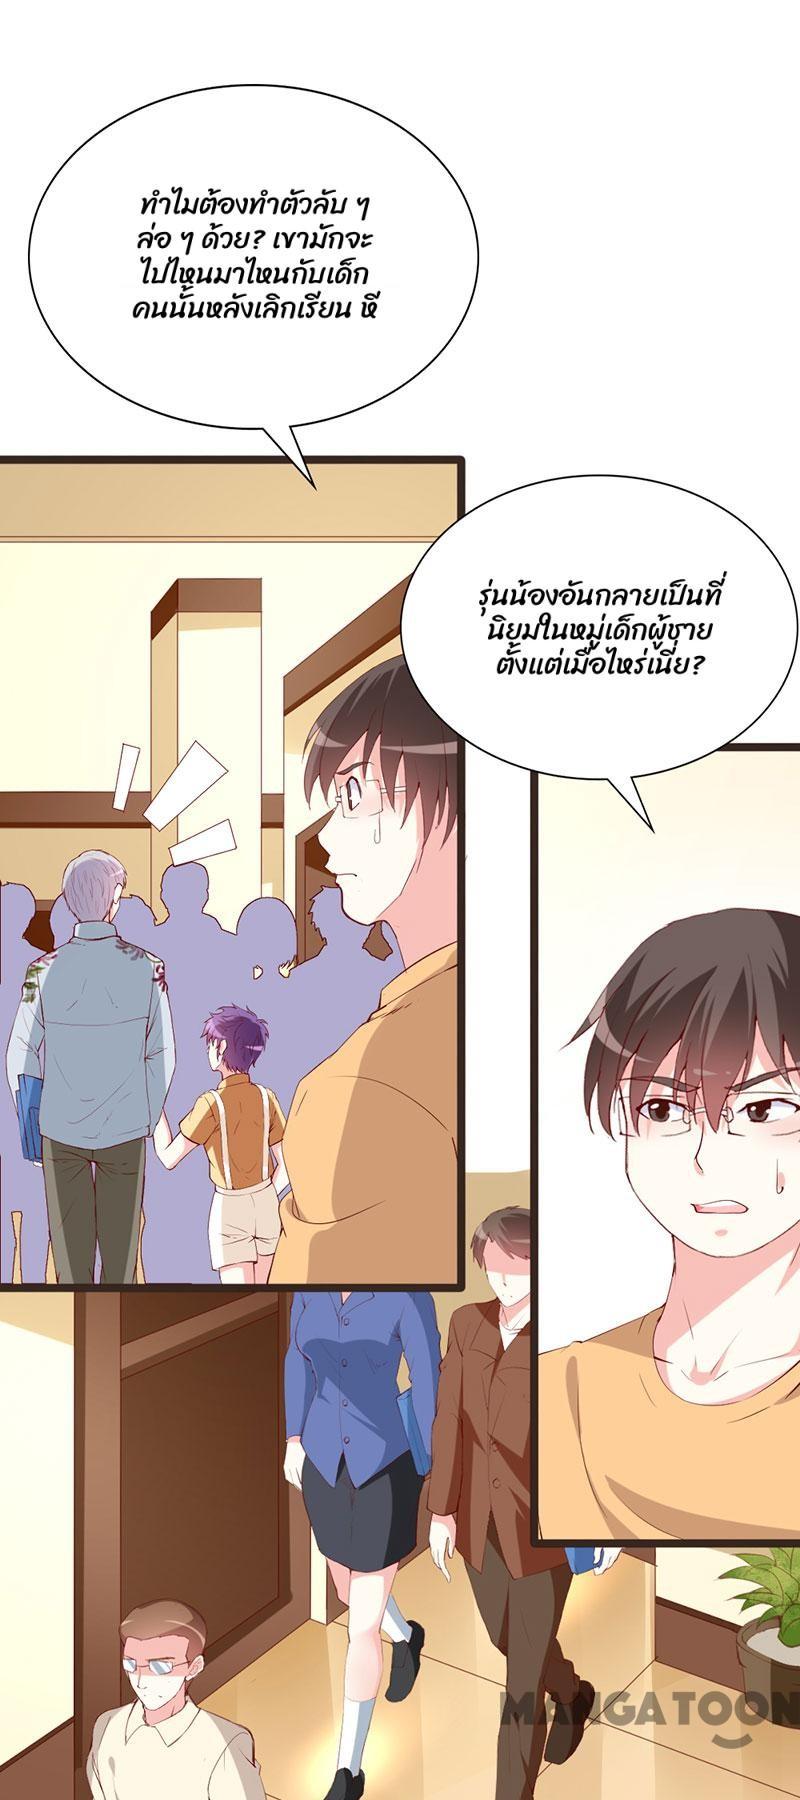 ทำไมต้องทำตัวลับ ๆ
ล่อ ๆ ด้วย? เขามักจะ
ไปไหนมาไหนกับเด็ก
คนนั้นหลังเลิกเรียน หึ
รุ่นน้องอันกลายเป็นที่
นิยมในหมู่เด็กผู้ชาย
ตั้งแต่เมื่อไหร่เนี่ย?
MANGATOON